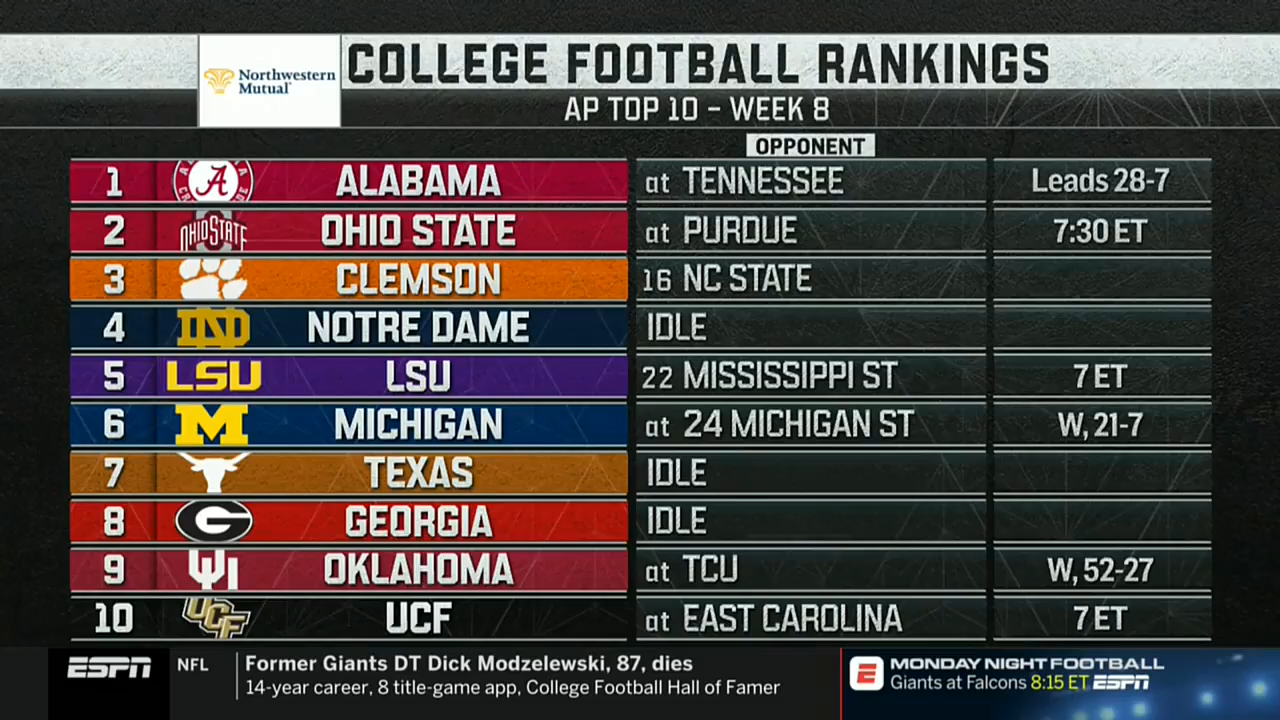 Northwestern Mutual
COLLEGE FOOTBALL RANKINGS
AP TOP 10 – WEEK 8
OPPONENT
1 A ALABAMA at TENNESSEE Leads 28-7
2 OHIO STATE OHIO STATE at PURDUE 7:30 ET
3 CLEMSON 16 NC STATE
4 ND NOTRE DAME IDLE
5 LSU LSU 22 MISSISSIPPI ST 7 ET
6 M MICHIGAN at 24 MICHIGAN ST W, 21-7
7 TEXAS IDLE
8 G GEORGIA IDLE
9 OU OKLAHOMA at TCU W, 52-27
10 UCF UCF at EAST CAROLINA 7 ET
ESPN NFL Former Giants DT Dick Modzelewski, 87, dies
14-year career, 8 title-game app, College Football Hall of Famer
E MONDAY NIGHT FOOTBALL
Giants at Falcons 8:15 ET ESPN